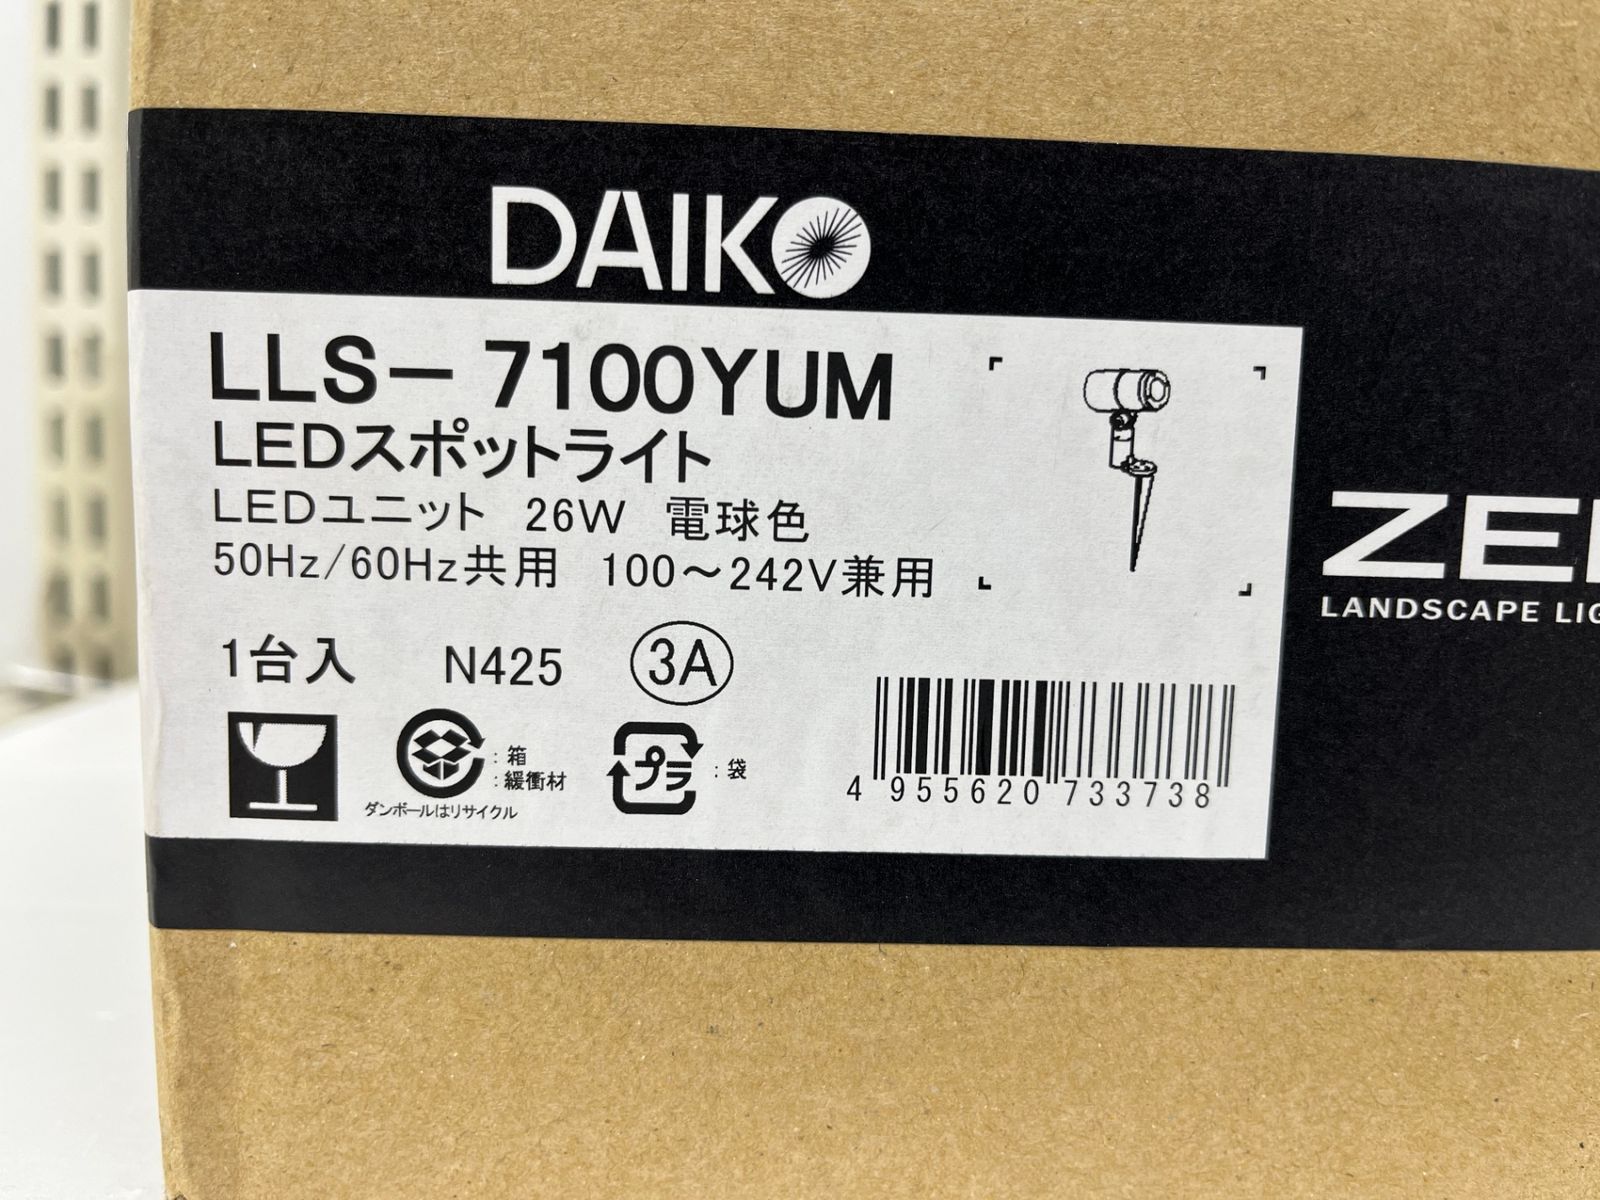 DAIKO
LLS- 7100YUM
LEDスポットライト
LEDユニット 26W 電球色
50Hz/60Hz共用 100～242V兼用
1台入 N425 3A
:箱
:緩衝材
ダンボールはリサイクル
プラ
:袋
4 955620 733738
ZE
LANDSCAPE LIG